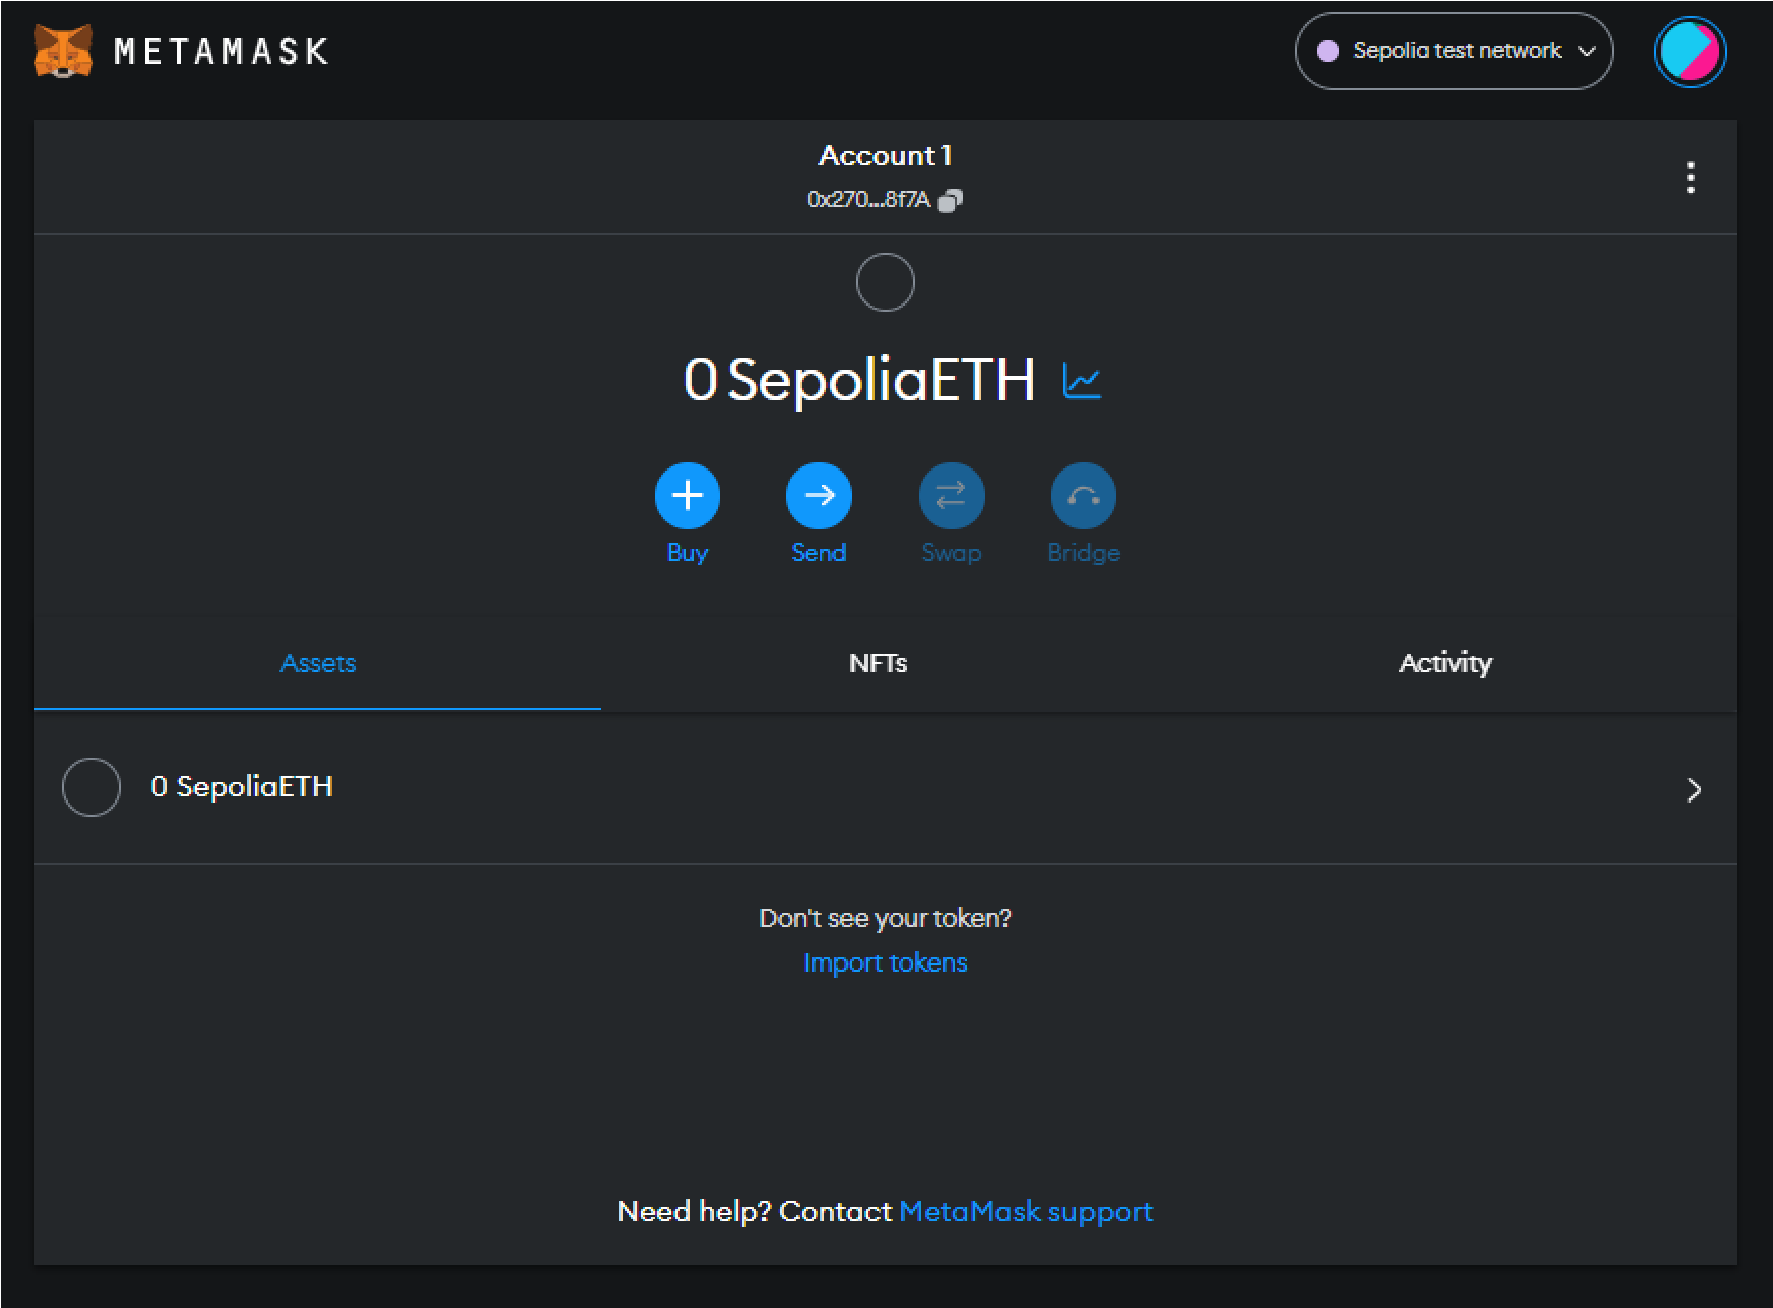 METAMASK
Sepolia test network
Account 1
0x270...8f7A
0 SepoliaETH
Buy
Send
Swap
Bridge
Assets
NFTs
Activity
0 SepoliaETH
Don't see your token?
Import tokens
Need help? Contact MetaMask support